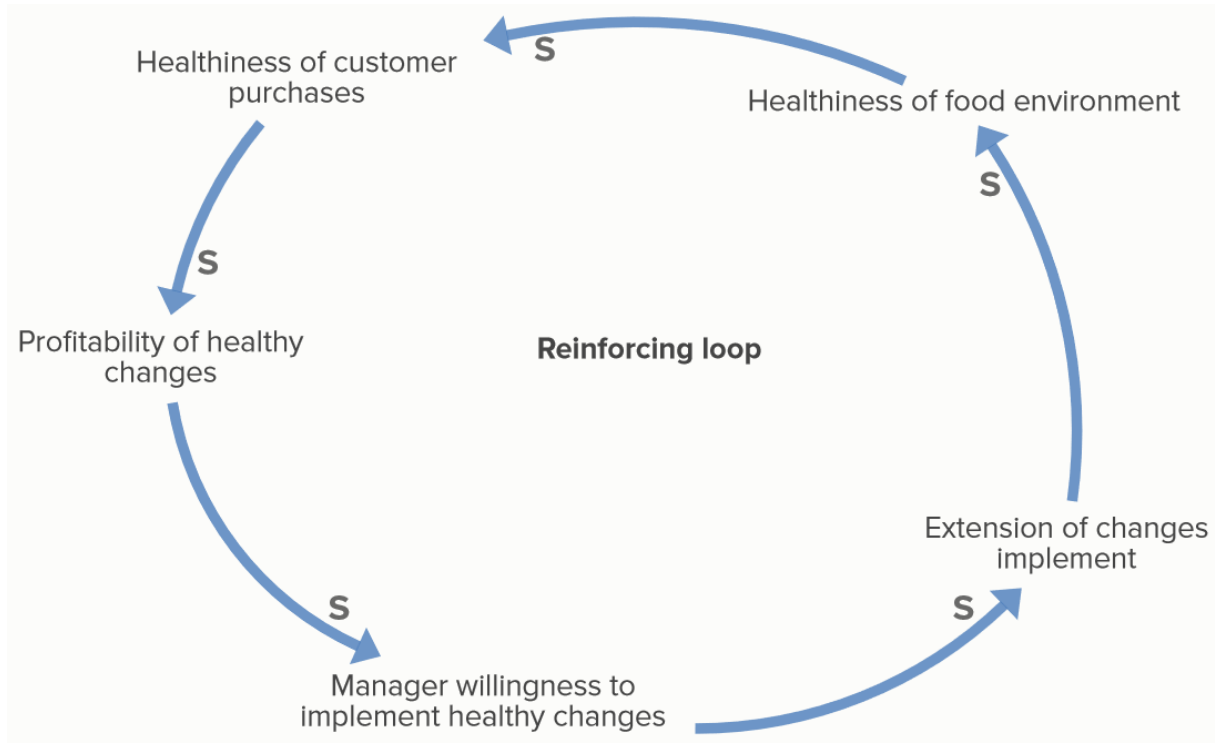 S
Healthiness of customer
purchases
Healthiness of food environment
S
S
Profitability of healthy
changes
Reinforcing loop
Extension of changes
implement
S
S
Manager willingness to
implement healthy changes